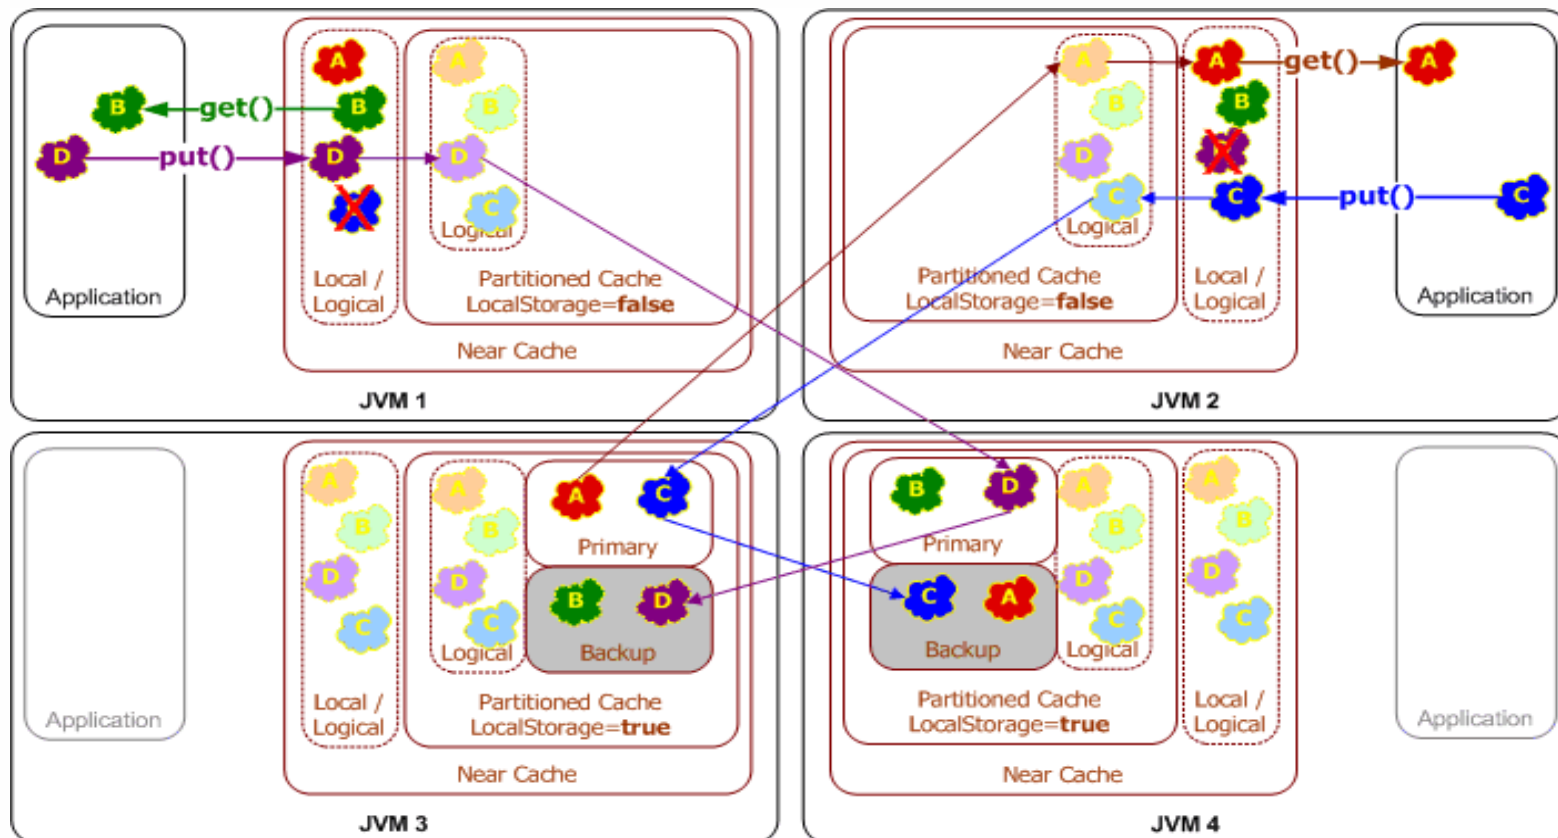 A
A
B
get()
B
B
D
put()
D
D
C
Logical
Local /
Logical
Partitioned Cache
LocalStorage=false
Application
Near Cache
JVM 1
A
A
get()
A
B
B
D
C
C
put()
C
Logical
Partitioned Cache
LocalStorage=false
Local /
Logical
Application
Near Cache
JVM 2
A
A
A
C
B
B
Primary
D
D
B
D
C
C
Logical
Backup
Local /
Logical
Partitioned Cache
LocalStorage=true
Application
Near Cache
JVM 3
B
D
A
A
B
B
Primary
C
A
D
D
C
C
Backup
Logical
Partitioned Cache
LocalStorage=true
Local /
Logical
Application
Near Cache
JVM 4